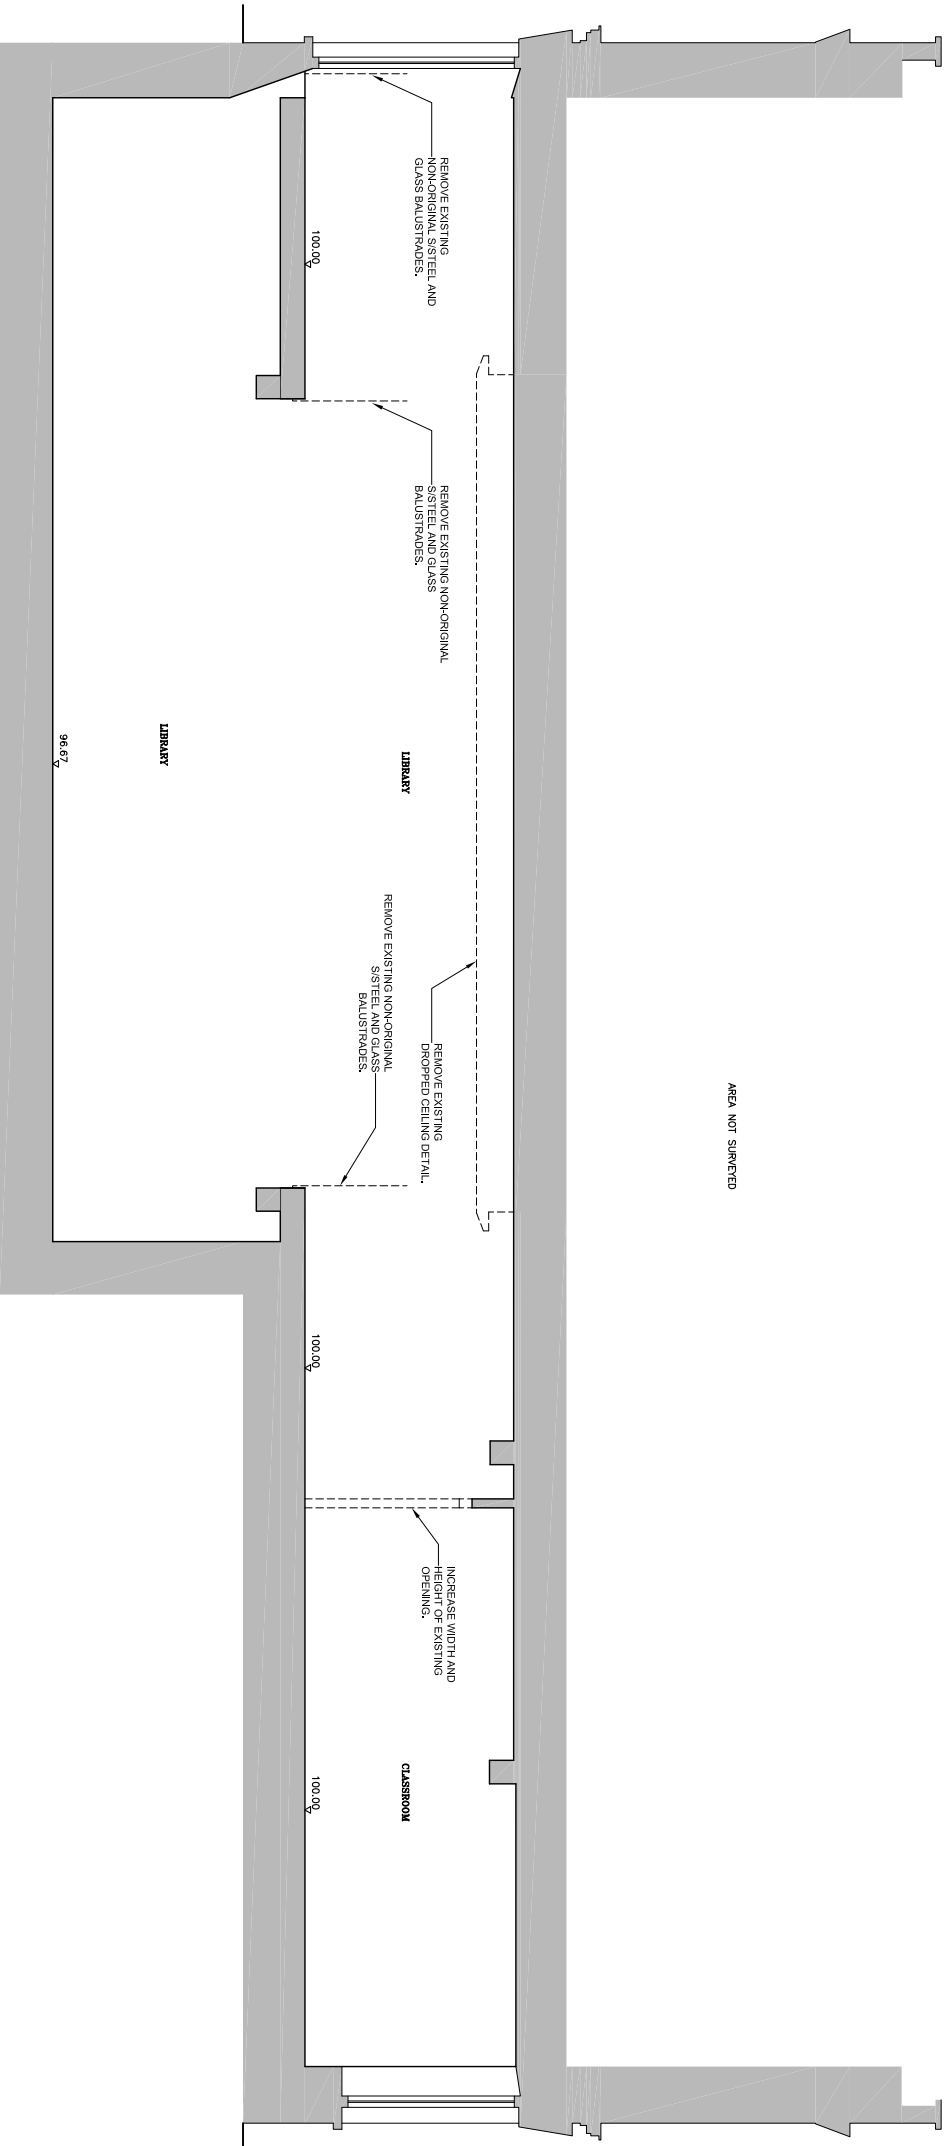 AREA NOT SURVEYED
REMOVE EXISTING
NON-ORIGINAL S/STEEL AND
GLASS BALUSTRADES.
REMOVE EXISTING NON-ORIGINAL
S/STEEL AND GLASS
BALUSTRADES.
REMOVE EXISTING
DROPPED CEILING DETAIL.
INCREASE WIDTH AND
HEIGHT OF EXISTING
OPENING.
LIBRARY
CLASSROOM
REMOVE EXISTING NON-ORIGINAL
S/STEEL AND GLASS
BALUSTRADES.
100.00
100.00
100.00
LIBRARY
96.67